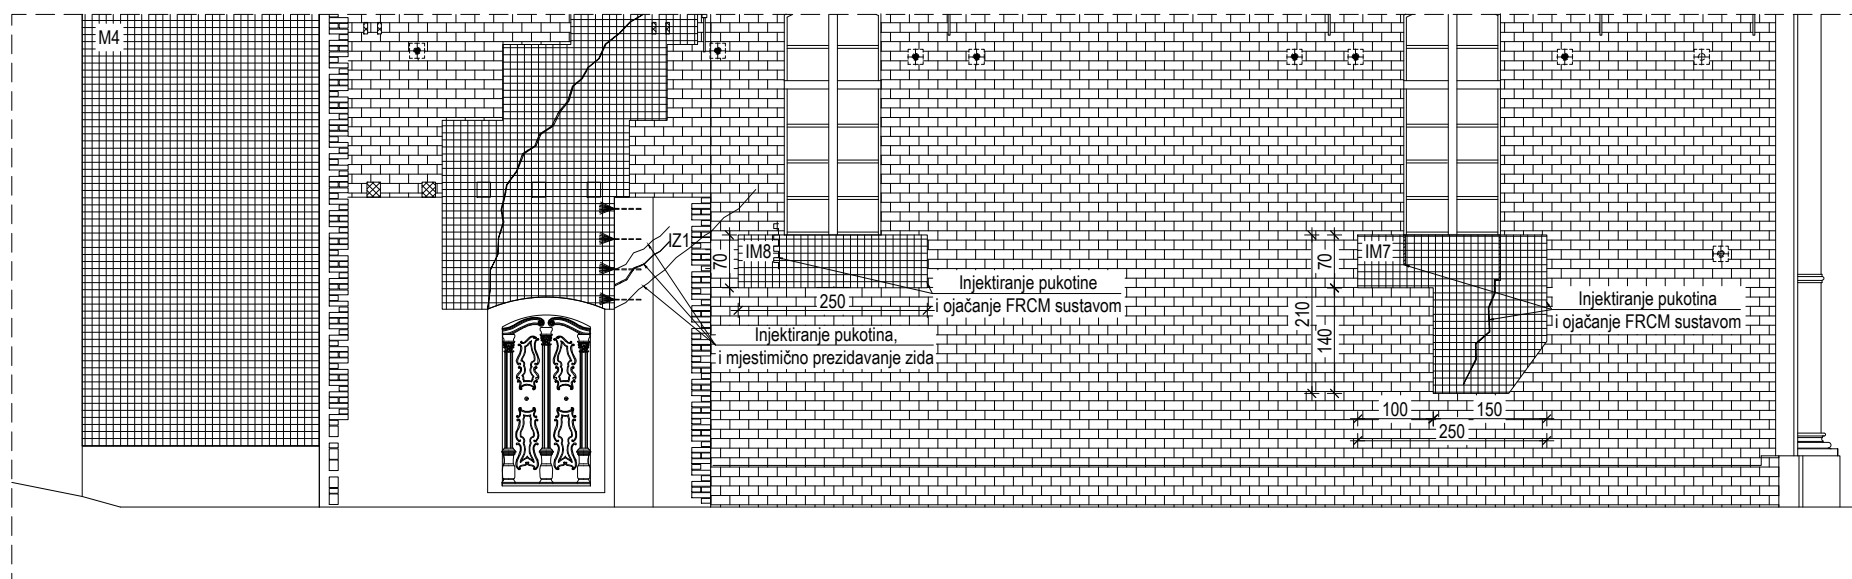 M4
IZ1
70
IM8
250
Injektiranje pukotine
i ojačanje FRCM sustavom
Injektiranje pukotina,
i mjestimično prezidavanje zida
210
70
140
IM7
Injektiranje pukotina
i ojačanje FRCM sustavom
100
150
250